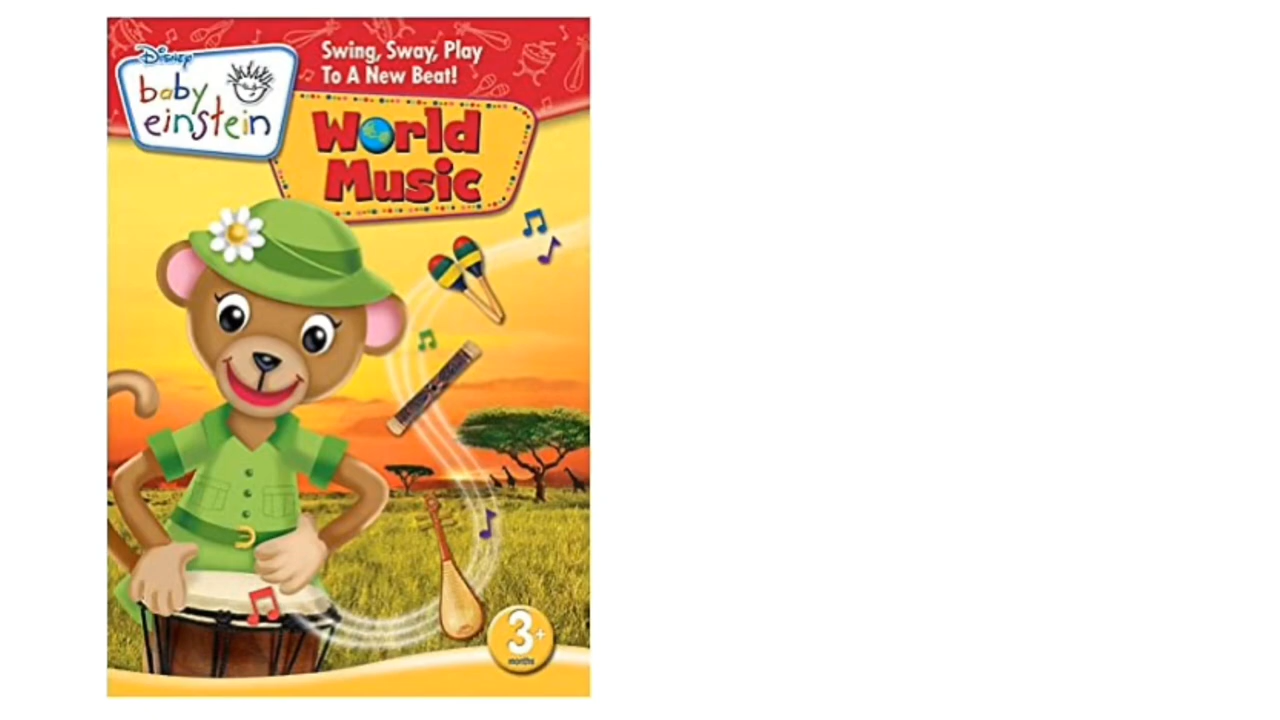 Disney
baby
einstein
Swing, Sway, Play
To A New Beat!
World
Music
3+
months